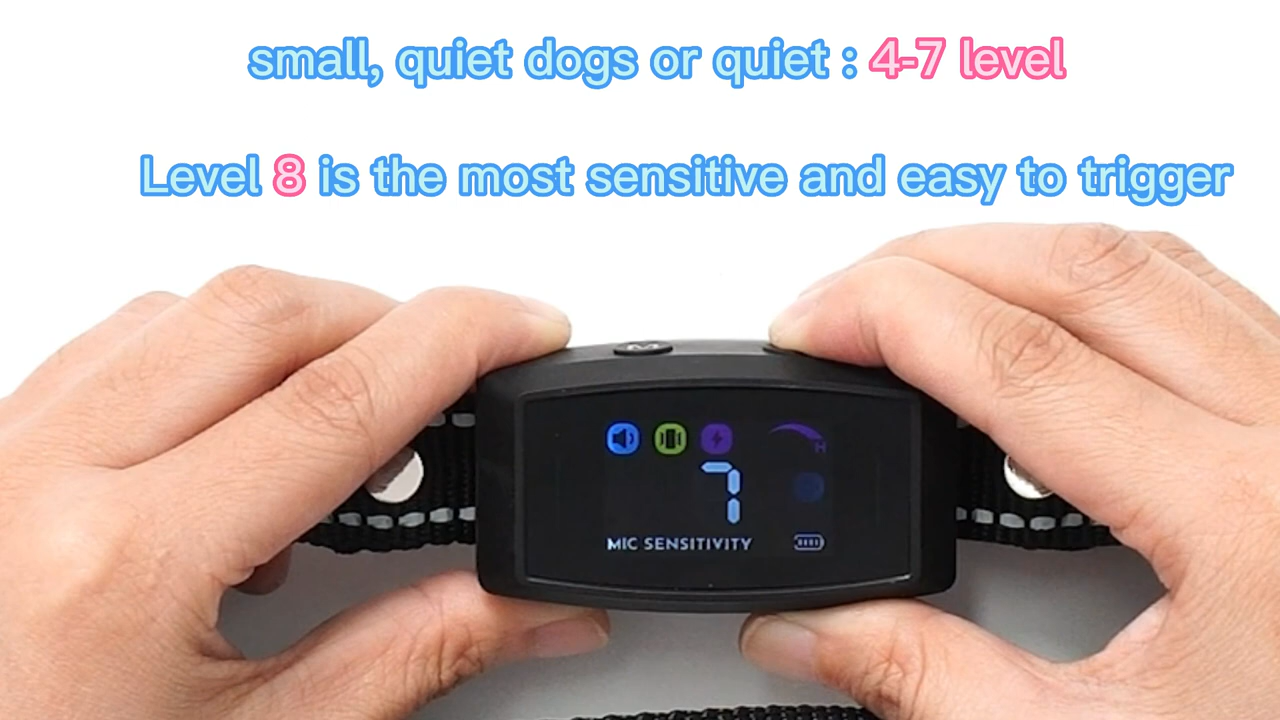 small, quiet dogs or quiet : 4-7 level
Level 8 is the most sensitive and easy to trigger
M
H
7
MIC SENSITIVITY